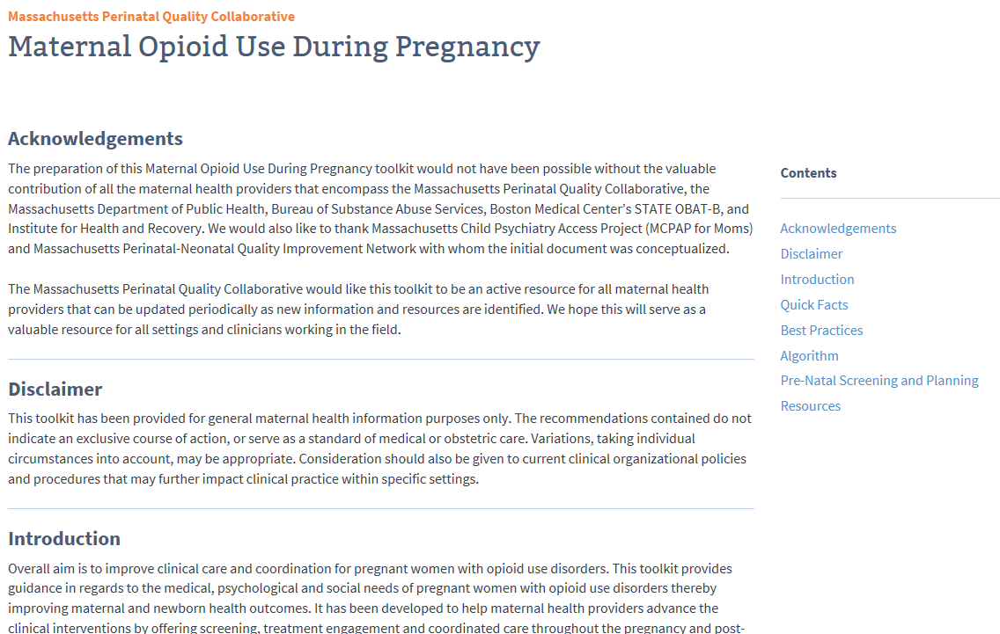 Massachusetts Perinatal Quality Collaborative
Maternal Opioid Use During Pregnancy
Acknowledgements
The preparation of this Maternal Opioid Use During Pregnancy toolkit would not have been possible without the valuable
contribution of all the maternal health providers that encompass the Massachusetts Perinatal Quality Collaborative, the
Massachusetts Department of Public Health, Bureau of Substance Abuse Services, Boston Medical Center’s STATE OBAT-B, and
Institute for Health and Recovery. We would also like to thank Massachusetts Child Psychiatry Access Project (MCPAP for Moms)
and Massachusetts Perinatal-Neonatal Quality Improvement Network with whom the initial document was conceptualized.
The Massachusetts Perinatal Quality Collaborative would like this toolkit to be an active resource for all maternal health
providers that can be updated periodically as new information and resources are identified. We hope this will serve as a
valuable resource for all settings and clinicians working in the field.
Disclaimer
This toolkit has been provided for general maternal health information purposes only. The recommendations contained do not
indicate an exclusive course of action, or serve as a standard of medical or obstetric care. Variations, taking individual
circumstances into account, may be appropriate. Consideration should also be given to current clinical organizational policies
and procedures that may further impact clinical practice within specific settings.
Introduction
Overall aim is to improve clinical care and coordination for pregnant women with opioid use disorders. This toolkit provides
guidance in regards to the medical, psychological and social needs of pregnant women with opioid use disorders thereby
improving maternal and newborn health outcomes. It has been developed to help maternal health providers advance the
clinical interventions by offering screening, treatment engagement and coordinated care throughout the pregnancy and post-
Contents
Acknowledgements
Disclaimer
Introduction
Quick Facts
Best Practices
Algorithm
Pre-Natal Screening and Planning
Resources